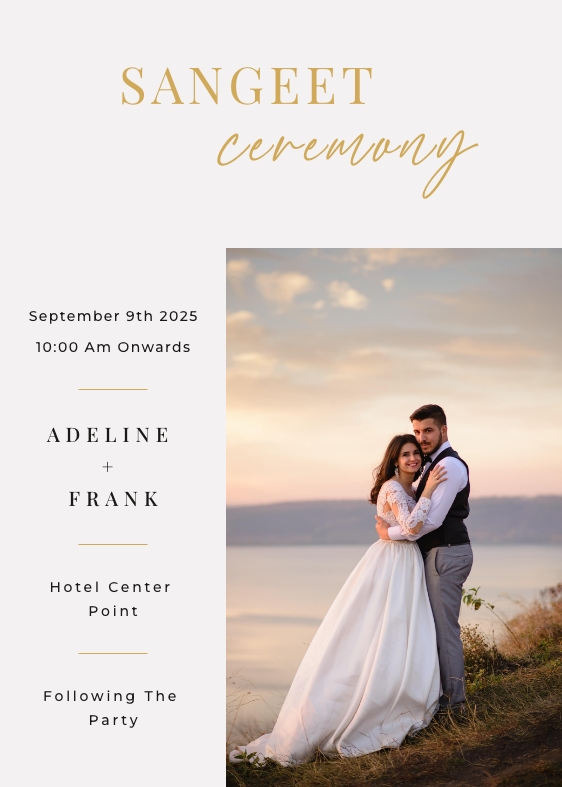 SANGEET
ceremony
September 9th 2025
10:00 Am Onwards
ADELINE
+
FRANK
Hotel Center
Point
Following The
Party